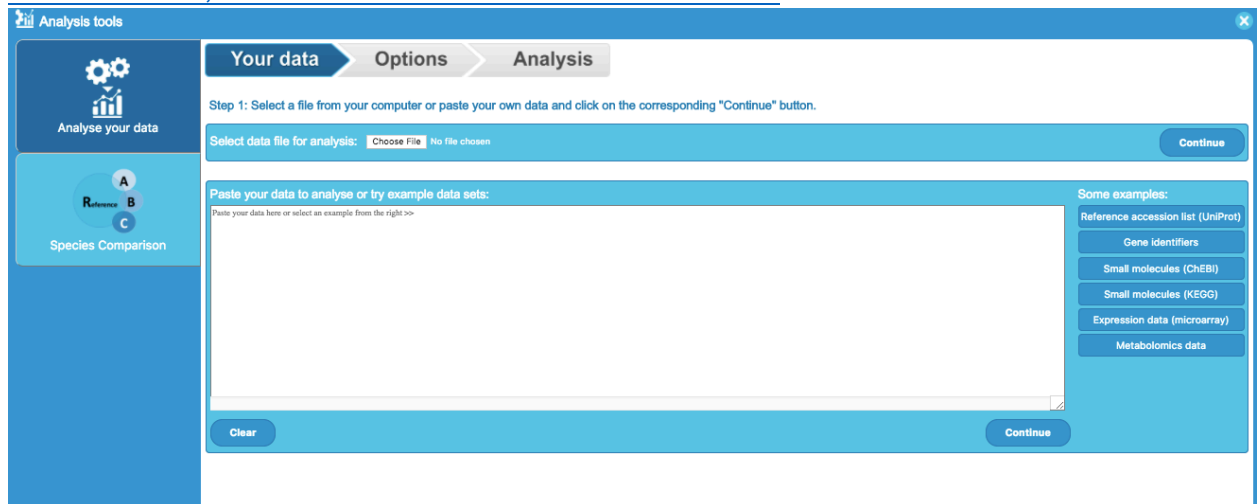 Analysis tools
Analyse your data
Reference
A
B
C
Species Comparison
Your data
Options
Analysis
Step 1: Select a file from your computer or paste your own data and click on the corresponding "Continue" button.
Select data file for analysis: Choose File No file chosen
Continue
Paste your data to analyse or try example data sets:
Paste your data here or select an example from the right >>
Clear
Continue
Some examples:
Reference accession list (UniProt)
Gene identifiers
Small molecules (ChEBI)
Small molecules (KEGG)
Expression data (microarray)
Metabolomics data